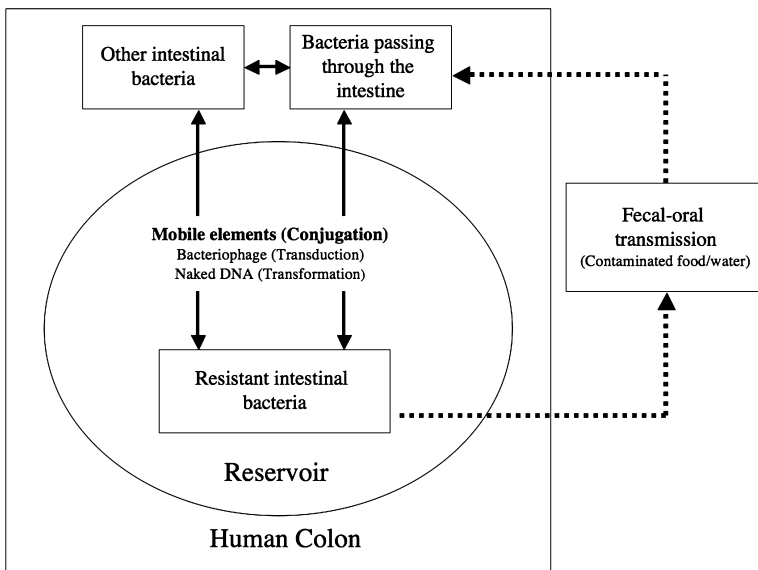 Other intestinal
bacteria
Bacteria passing
through the
intestine
Fecal-oral
transmission
(Contaminated food/water)
Mobile elements (Conjugation)
Bacteriophage (Transduction)
Naked DNA (Transformation)
Resistant intestinal
bacteria
Reservoir
Human Colon